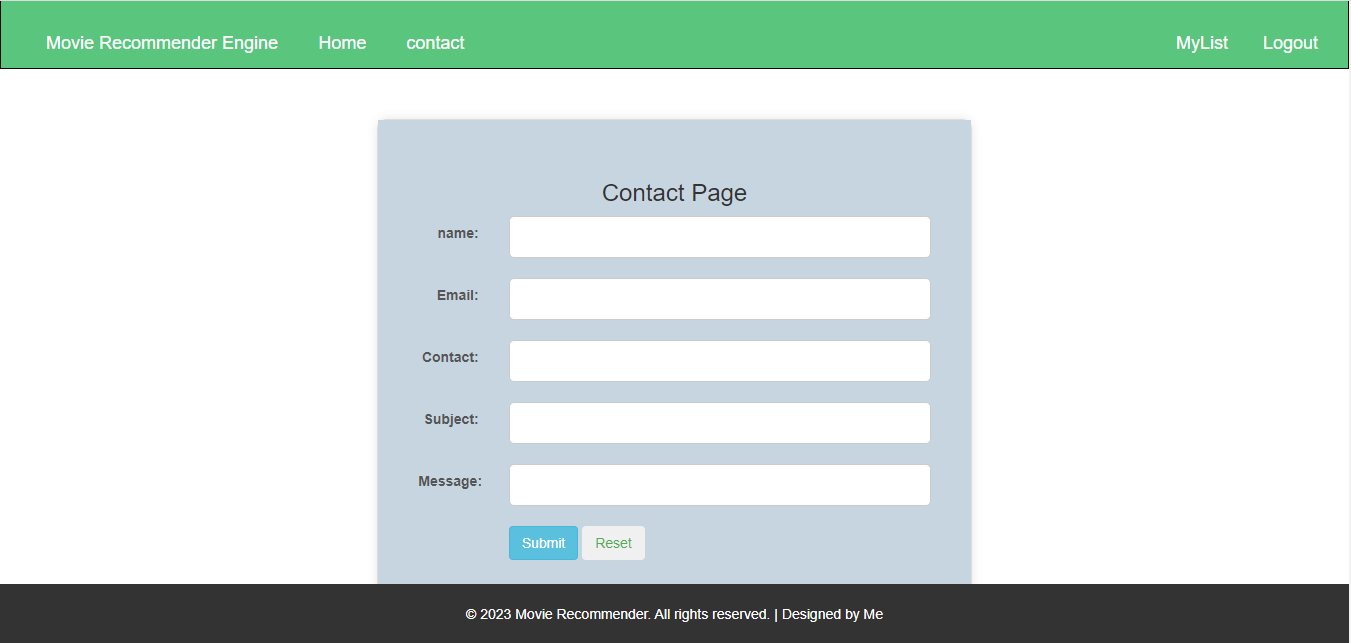 Movie Recommender Engine Home contact MyList Logout
Contact Page
name:
Email:
Contact:
Subject:
Message:
Submit Reset
© 2023 Movie Recommender. All rights reserved. | Designed by Me